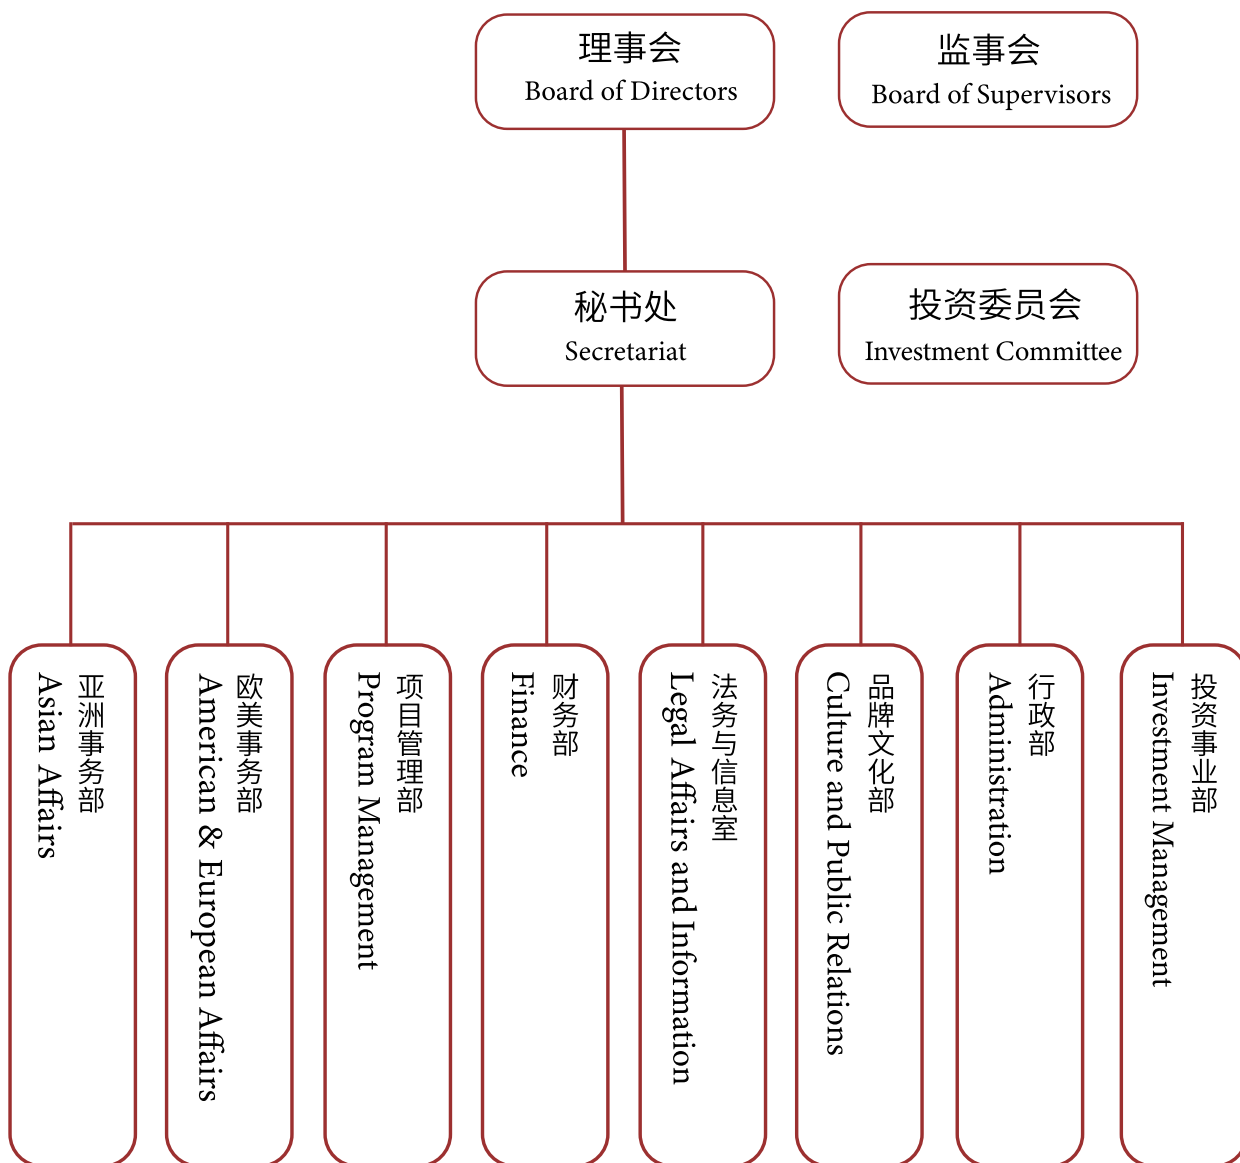 理事会
Board of Directors
监事会
Board of Supervisors
秘书处
Secretariat
投资委员会
Investment Committee
亚洲事务部
Asian Affairs
欧美事务部
American & European Affairs
项目管理部
Program Management
财务部
Finance
法务与信息室
Legal Affairs and Information
品牌文化部
Culture and Public Relations
行政部
Administration
投资事业部
Investment Management